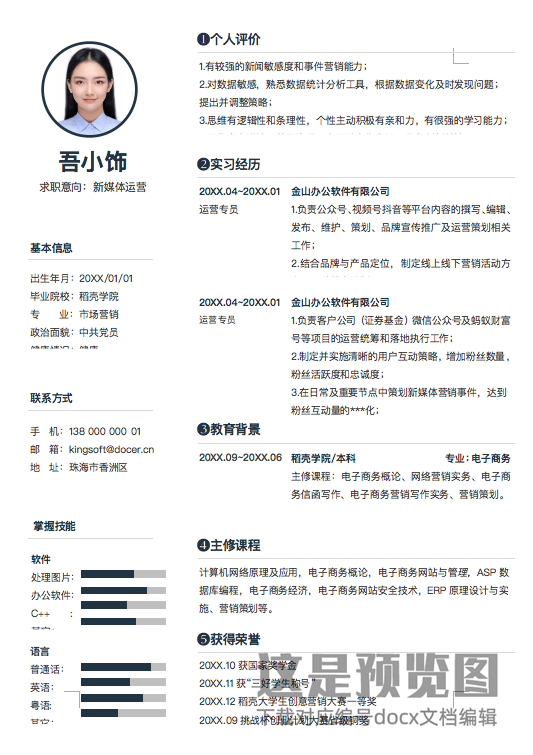 吾小饰
求职意向：新媒体运营
基本信息
出生年月：20XX/01/01
毕业院校：稻壳学院
专　　业：市场营销
政治面貌：中共党员
健康情况：健康
联系方式
手　机：138 000 000 01
邮　箱：kingsoft@docer.cn
地　址：珠海市香洲区
掌握技能
软件
处理图片：
办公软件：
C++　　：
语言
普通话：
英语：
粤语：
其它：
❶个人评价
1.有较强的新闻敏感度和事件营销能力；
2.对数据敏感，熟悉数据统计分析工具，根据数据变化及时发现问题；
提出并调整策略；
3.思维有逻辑性和条理性，个性主动积极有亲和力，有很强的学习能力；
❷实习经历
20XX.04~20XX.01 金山办公软件有限公司
运营专员 1.负责公众号、视频号抖音等平台内容的撰写、编辑、
发布、维护、策划、品牌宣传推广及运营策划相关
工作；
2.结合品牌与产品定位，制定线上线下营销活动方
20XX.04~20XX.01 金山办公软件有限公司
运营专员 1.负责客户公司（证券基金）微信公众号及蚂蚁财富
号等项目的运营统筹和落地执行工作；
2.制定并实施清晰的用户互动策略，增加粉丝数量，
粉丝活跃度和忠诚度；
3.在日常及重要节点中策划新媒体营销事件，达到
粉丝互动量的***化；
❸教育背景
20XX.09~20XX.06 稻壳学院/本科 专业：电子商务
主修课程：电子商务概论、网络营销实务、电子商
务信函写作、电子商务营销写作实务、营销策划。
❹主修课程
计算机网络原理及应用，电子商务概论，电子商务网站与管理，ASP 数
据库编程，电子商务经济，电子商务网站安全技术，ERP 原理设计与实
施、营销策划等。
❺获得荣誉
20XX.10 获国家奖学金
20XX.11 获“三好学生称号”
20XX.12 稻壳大学生创意营销大赛一等奖
20XX.09 挑战杯创业计划大赛省级铜奖
这是预览图
下载对应编号docx文档编辑